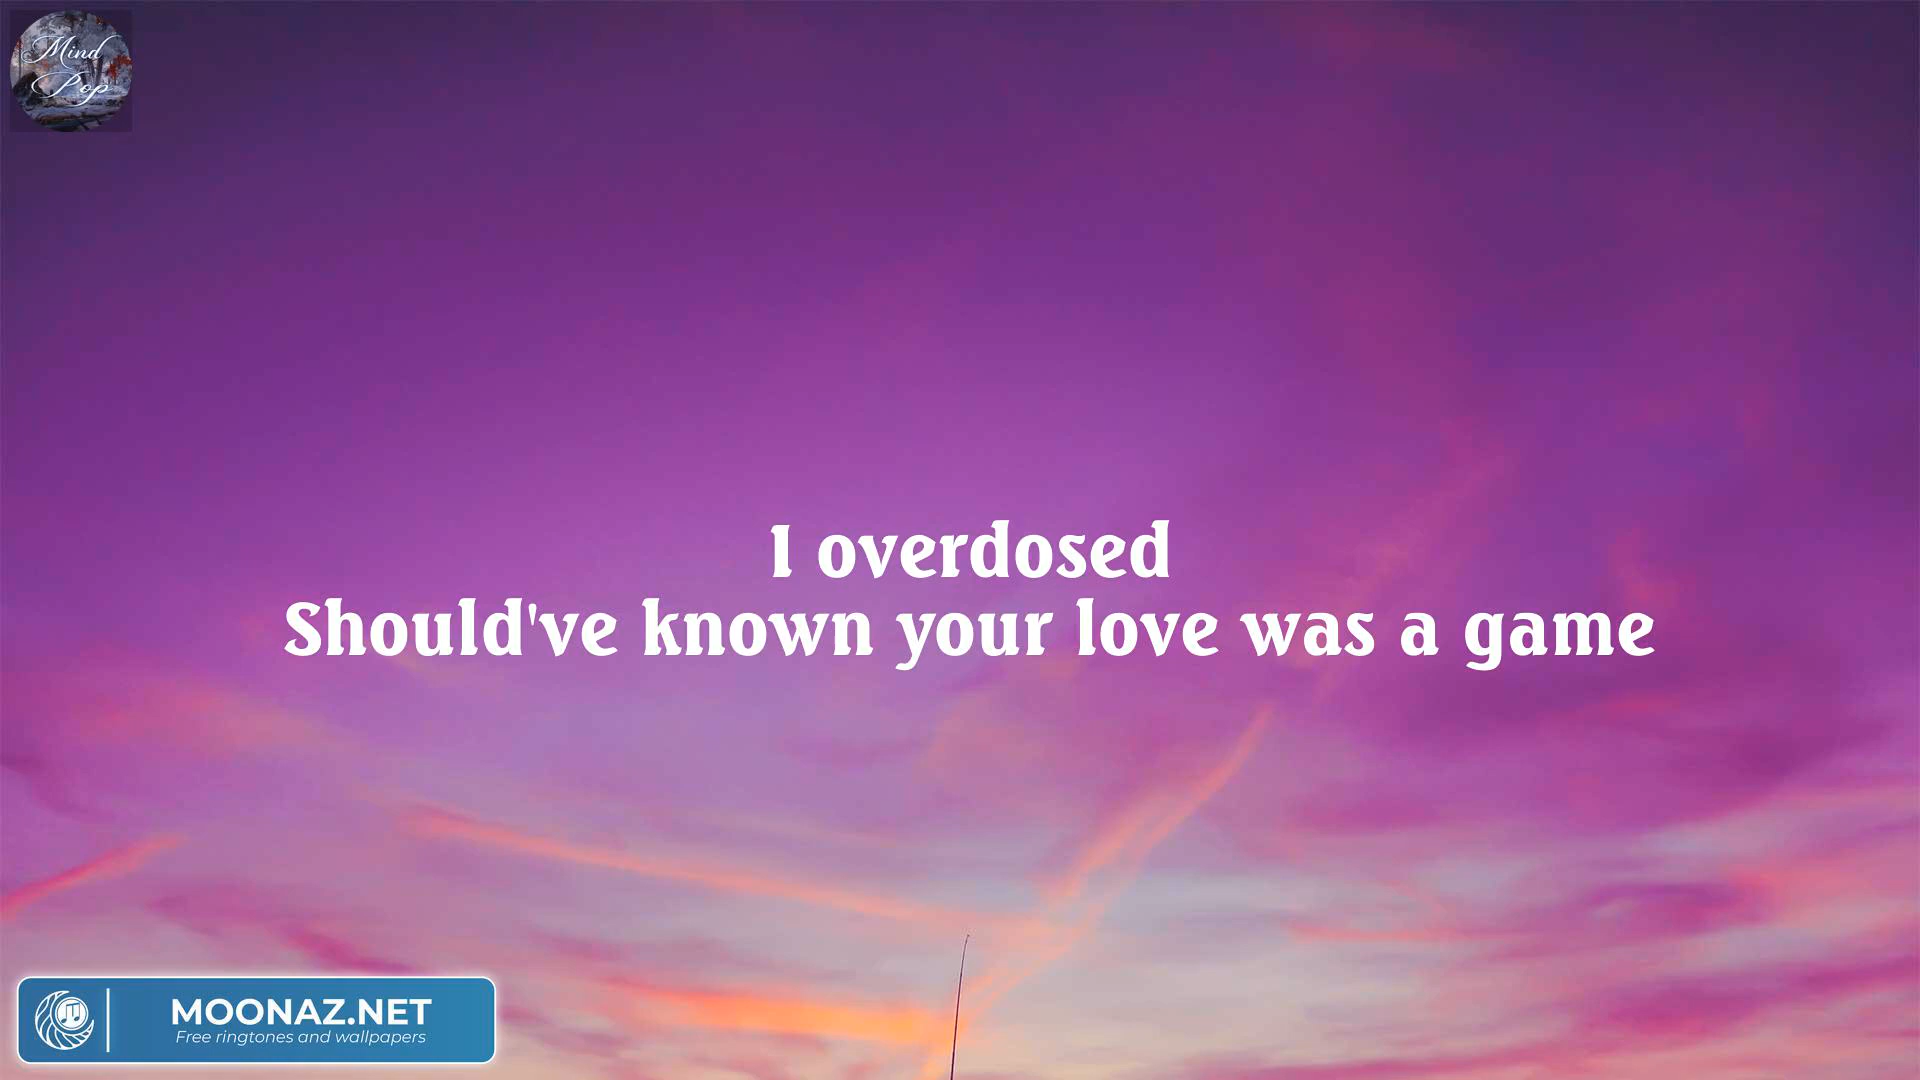 Mind
Pop
I overdosed
Should've known your love was a game
MOONAZ.NET
Free ringtones and wallpapers